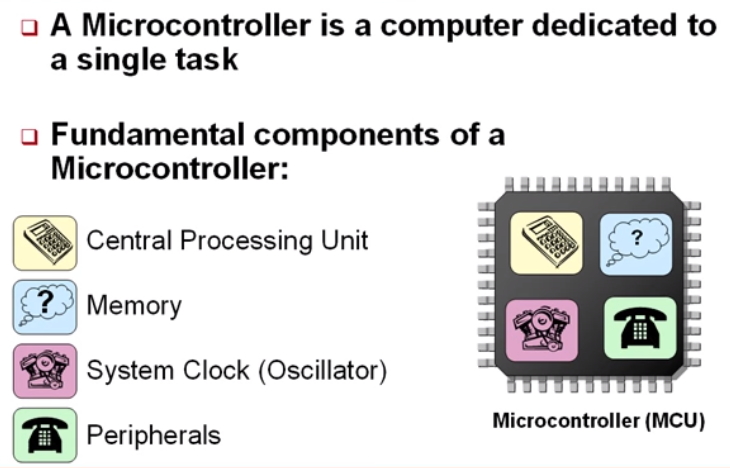 A Microcontroller is a computer dedicated to
a single task
Fundamental components of a
Microcontroller:
Central Processing Unit
?
? Memory
System Clock (Oscillator)
Peripherals
Microcontroller (MCU)